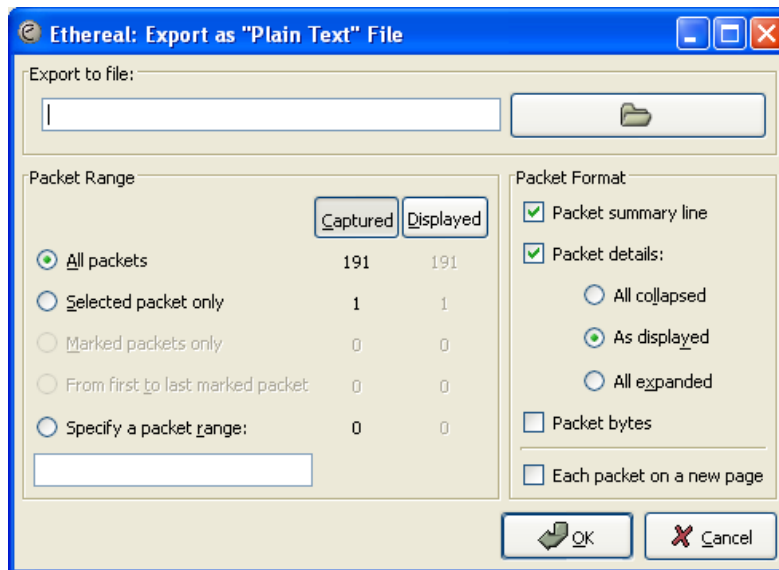 Ethereal: Export as "Plain Text" File
Export to file:
Packet Range
Captured Displayed
All packets 191 191
Selected packet only 1 1
Marked packets only 0 0
From first to last marked packet 0 0
Specify a packet range: 0 0
Packet Format
Packet summary line
Packet details:
All collapsed
As displayed
All expanded
Packet bytes
Each packet on a new page
OK Cancel